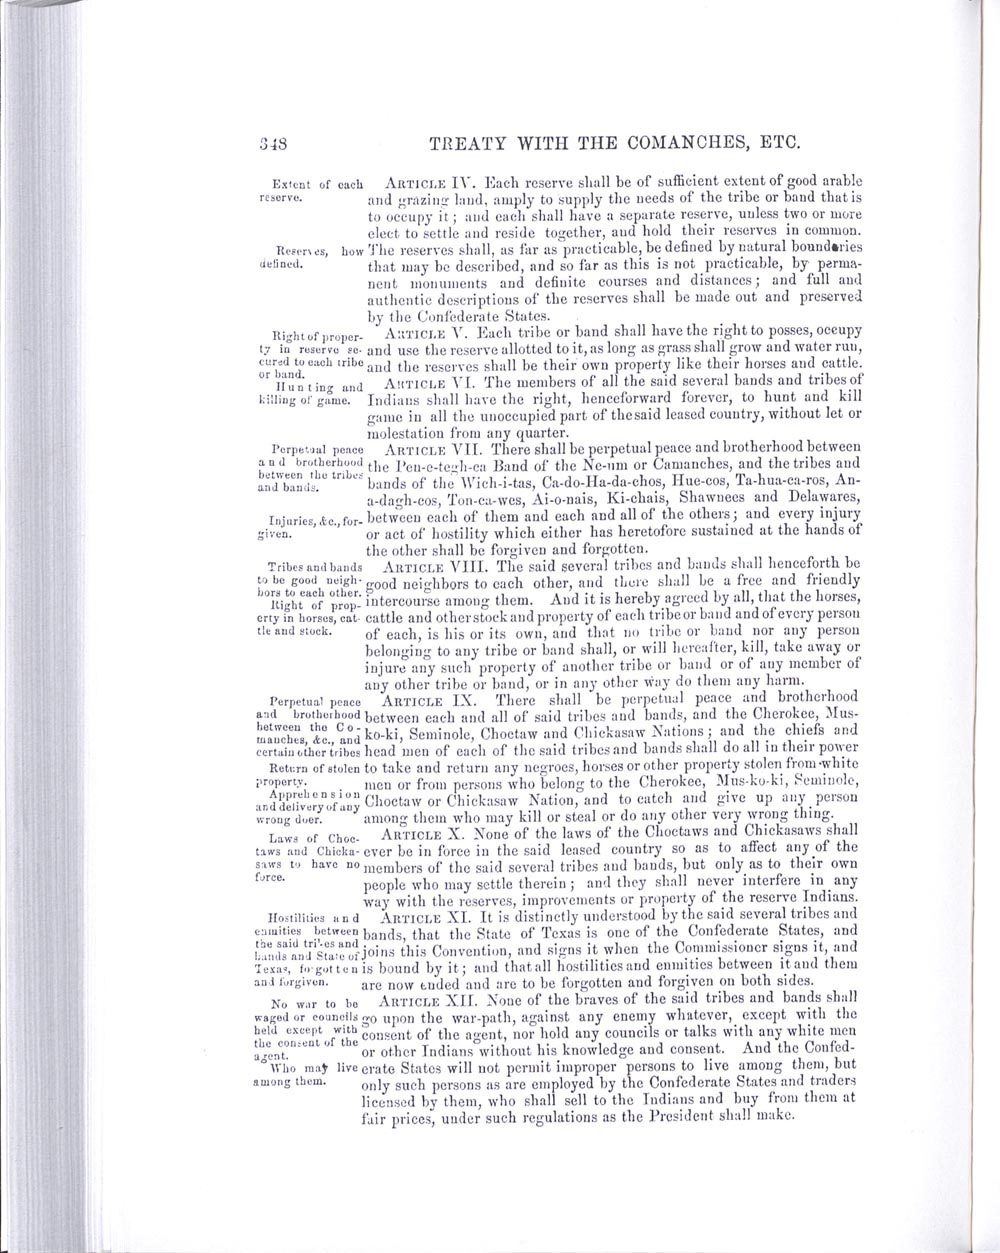 348
TREATY WITH THE COMANCHES, ETC.
Extent of each
reserve.
ARTICLE IV. Each reserve shall be of sufficient extent of good arable
and grazing land, amply to supply the needs of the tribe or band that is
to occupy it; and each shall have a separate reserve, unless two or more
elect to settle and reside together, and hold their reserves in common.
Reserves, how
defined.
The reserves shall, as far as practicable, be defined by natural boundaries
that may be described, and so far as this is not practicable, by perma-
nent monuments and definite courses and distances; and full and
authentic descriptions of the reserves shall be made out and preserved
by the Confederate States.
Right of proper-
ty in reserve se-
cured to each tribe
or band.
ARTICLE V. Each tribe or band shall have the right to posses, occupy
and use the reserve allotted to it, as long as grass shall grow and water run,
and the reserves shall be their own property like their horses and cattle.
Hunting and
killing of game.
ARTICLE VI. The members of all the said several bands and tribes of
Indians shall have the right, henceforward forever, to hunt and kill
game in all the unoccupied part of the said leased country, without let or
molestation from any quarter.
Perpetual peace
and brotherhood
between the tribes
and bands.
ARTICLE VII. There shall be perpetual peace and brotherhood between
the Pen-e-tegh-ca Band of the Ne-um or Camanches, and the tribes and
bands of the Wich-i-tas, Ca-do-Ha-da-chos, Hue-cos, Ta-hua-ca-ros, An-
a-dagh-cos, Ton-ca-wes, Ai-o-nais, Ki-chais, Shawnees and Delawares,
Injuries, &c., for-
given.
between each of them and each and all of the others; and every injury
or act of hostility which either has heretofore sustained at the hands of
the other shall be forgiven and forgotten.
Tribes and bands
to be good neigh-
bors to each other.
Right of prop-
erty in horses, cat-
tle and stock.
ARTICLE VIII. The said several tribes and bands shall henceforth be
good neighbors to each other, and there shall be a free and friendly
intercourse among them. And it is hereby agreed by all, that the horses,
cattle and other stock and property of each tribe or band and of every person
of each, is his or its own, and that no tribe or band nor any person
belonging to any tribe or band shall, or will hereafter, kill, take away or
injure any such property of another tribe or band or of any member of
any other tribe or band, or in any other way do them any harm.
Perpetual peace
and brotherhood
between the Co-
manches, &c., and
certain other tribes
ARTICLE IX. There shall be perpetual peace and brotherhood
between each and all of said tribes and bands, and the Cherokee, Mus-
ko-ki, Seminole, Choctaw and Chickasaw Nations; and the chiefs and
head men of each of the said tribes and bands shall do all in their power
Return of stolen
property.
Apprehension
and delivery of any
wrong doer.
to take and return any negroes, horses or other property stolen from white
men or from persons who belong to the Cherokee, Mus-ko-ki, Seminole,
Choctaw or Chickasaw Nation, and to catch and give up any person
among them who may kill or steal or do any other very wrong thing.
Laws of Choc-
taws and Chicka-
saws to have no
force.
ARTICLE X. None of the laws of the Choctaws and Chickasaws shall
ever be in force in the said leased country so as to affect any of the
members of the said several tribes and bands, but only as to their own
people who may settle therein; and they shall never interfere in any
way with the reserves, improvements or property of the reserve Indians.
Hostilities and
enmities between
the said tribes and
bands and State of
Texas, forgotten
and forgiven.
ARTICLE XI. It is distinctly understood by the said several tribes and
bands, that the State of Texas is one of the Confederate States, and
joins this Convention, and signs it when the Commissioner signs it, and
is bound by it; and that all hostilities and enmities between it and them
are now ended and are to be forgotten and forgiven on both sides.
No war to be
waged or councils
held except with
the consent of the
agent.
ARTICLE XII. None of the braves of the said tribes and bands shall
go upon the war-path, against any enemy whatever, except with the
consent of the agent, nor hold any councils or talks with any white men
or other Indians without his knowledge and consent. And the Confed-
Who may live
among them.
erate States will not permit improper persons to live among them, but
only such persons as are employed by the Confederate States and traders
licensed by them, who shall sell to the Indians and buy from them at
fair prices, under such regulations as the President shall make.